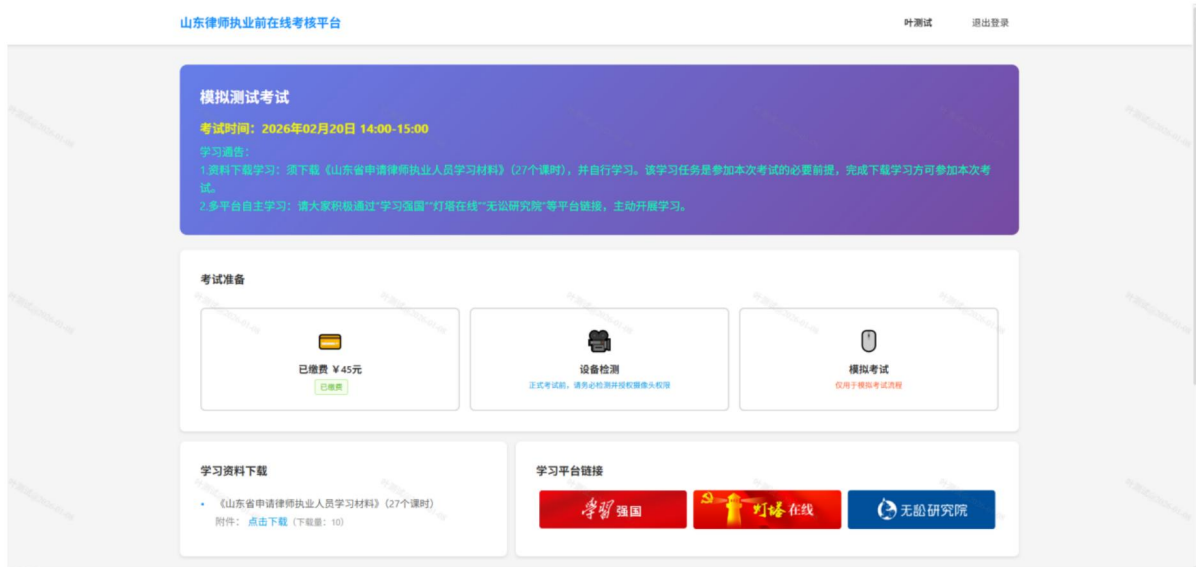 山东律师执业前在线考核平台
叶测试 退出登录
模拟测试考试
考试时间：2026年02月20日 14:00-15:00
学习通告：
1.资料下载学习：须下载《山东省申请律师执业人员学习材料》（27个课时），并自行学习。该学习任务是参加本次考试的必要前提，完成下载学习方可参加本次考
试。
2.多平台自主学习：请大家积极通过“学习强国”“灯塔在线”“无讼研究院”等平台链接，主动开展学习。
考试准备
已缴费 ￥45元
已缴费
设备检测
正式考试前，请务必检测并授权摄像头权限
模拟考试
仅用于模拟考试流程
学习资料下载
《山东省申请律师执业人员学习材料》（27个课时）
附件： 点击下载（下载量：10）
学习平台链接
学習强国
灯塔在线
无讼研究院